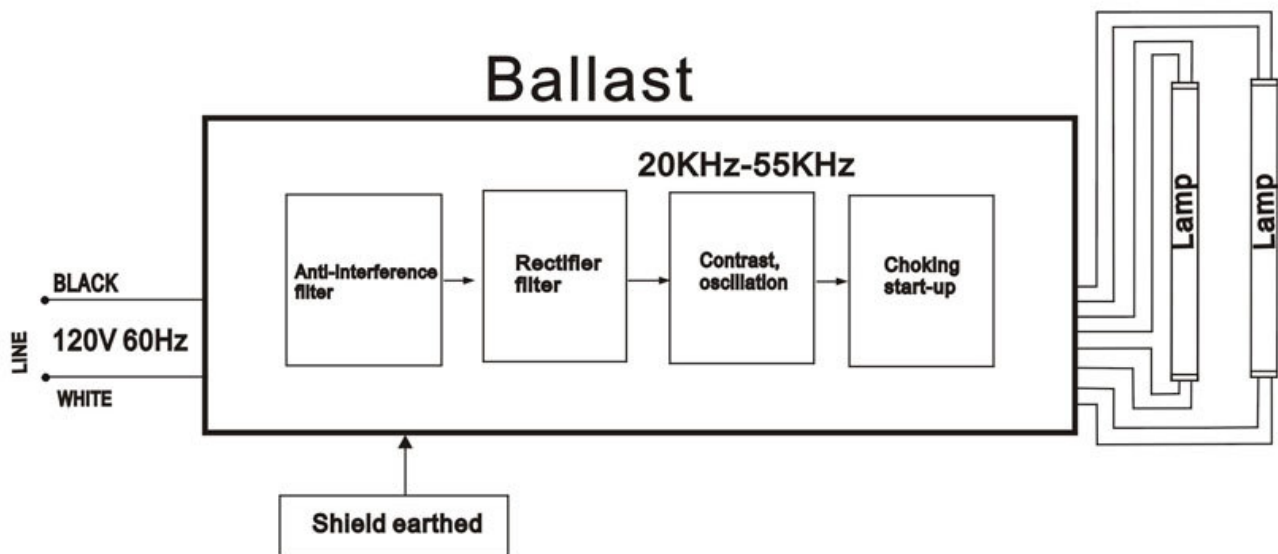 Ballast
20KHz-55KHz
Anti-interference
filter
Rectifier
filter
Contrast,
oscillation
Choking
start-up
BLACK
LINE
120V 60Hz
WHITE
Shield earthed
Lamp
Lamp